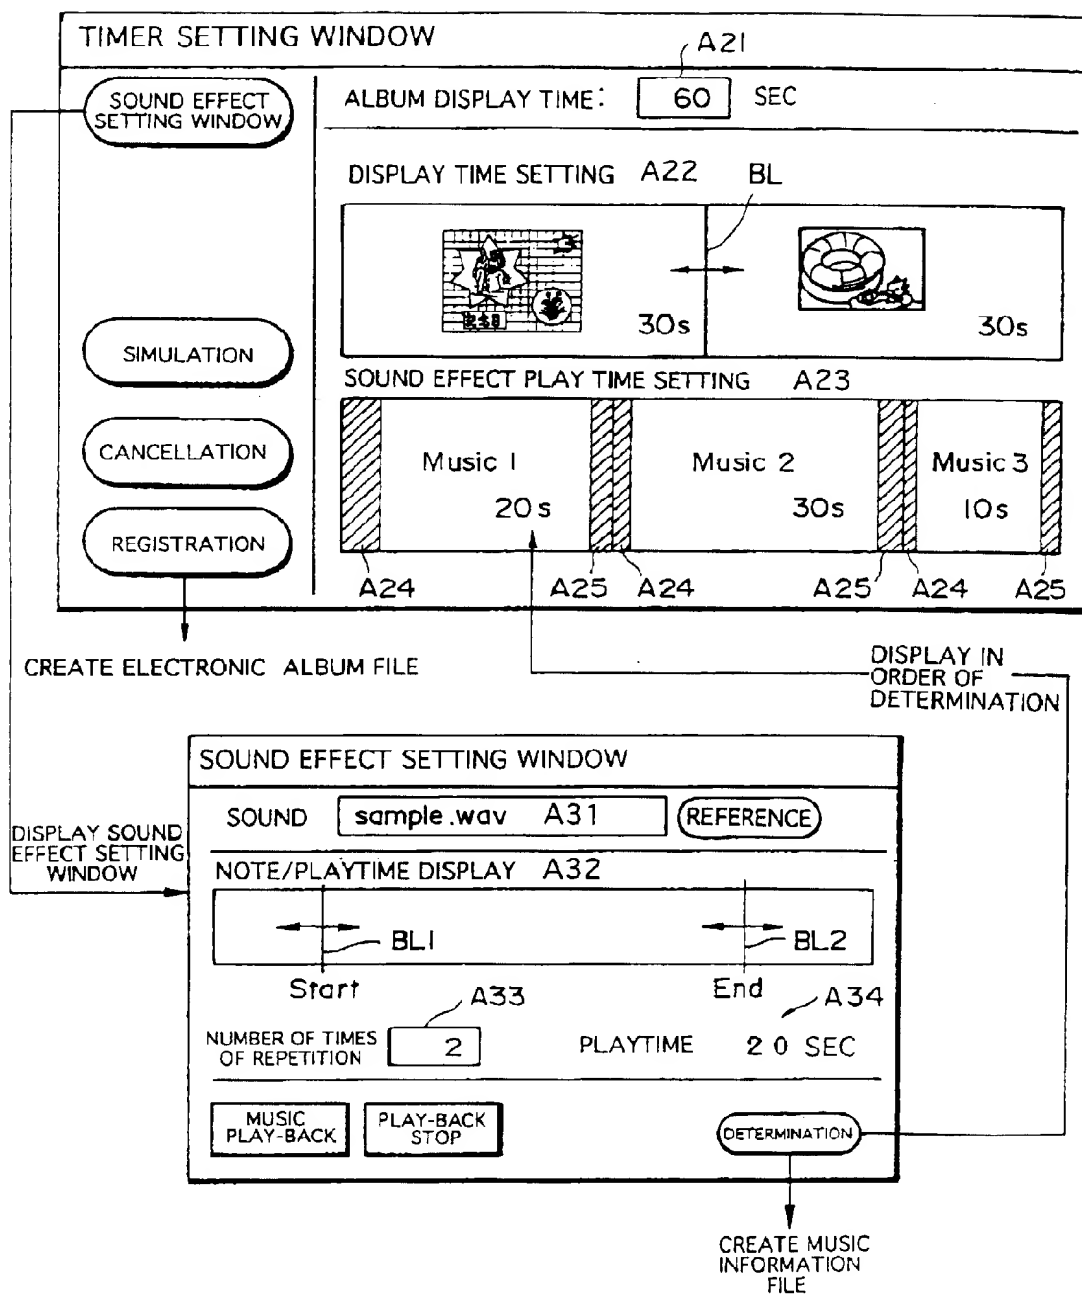 TIMER SETTING WINDOW
A21
SOUND EFFECT
SETTING WINDOW
ALBUM DISPLAY TIME:
60
SEC
DISPLAY TIME SETTING
A22
BL
30s
30s
SIMULATION
SOUND EFFECT PLAY TIME SETTING
A23
CANCELLATION
Music 1
20s
Music 2
30s
Music 3
10s
REGISTRATION
A24
A25
A24
A25
A24
A25
CREATE ELECTRONIC ALBUM FILE
DISPLAY IN
ORDER OF
DETERMINATION
SOUND EFFECT SETTING WINDOW
SOUND
sample.wav
A31
REFERENCE
DISPLAY SOUND
EFFECT SETTING
WINDOW
NOTE/PLAYTIME DISPLAY
A32
BL1
BL2
Start
End
A33
A34
NUMBER OF TIMES
OF REPETITION
2
PLAYTIME
20 SEC
MUSIC
PLAY-BACK
PLAY-BACK
STOP
DETERMINATION
CREATE MUSIC
INFORMATION
FILE